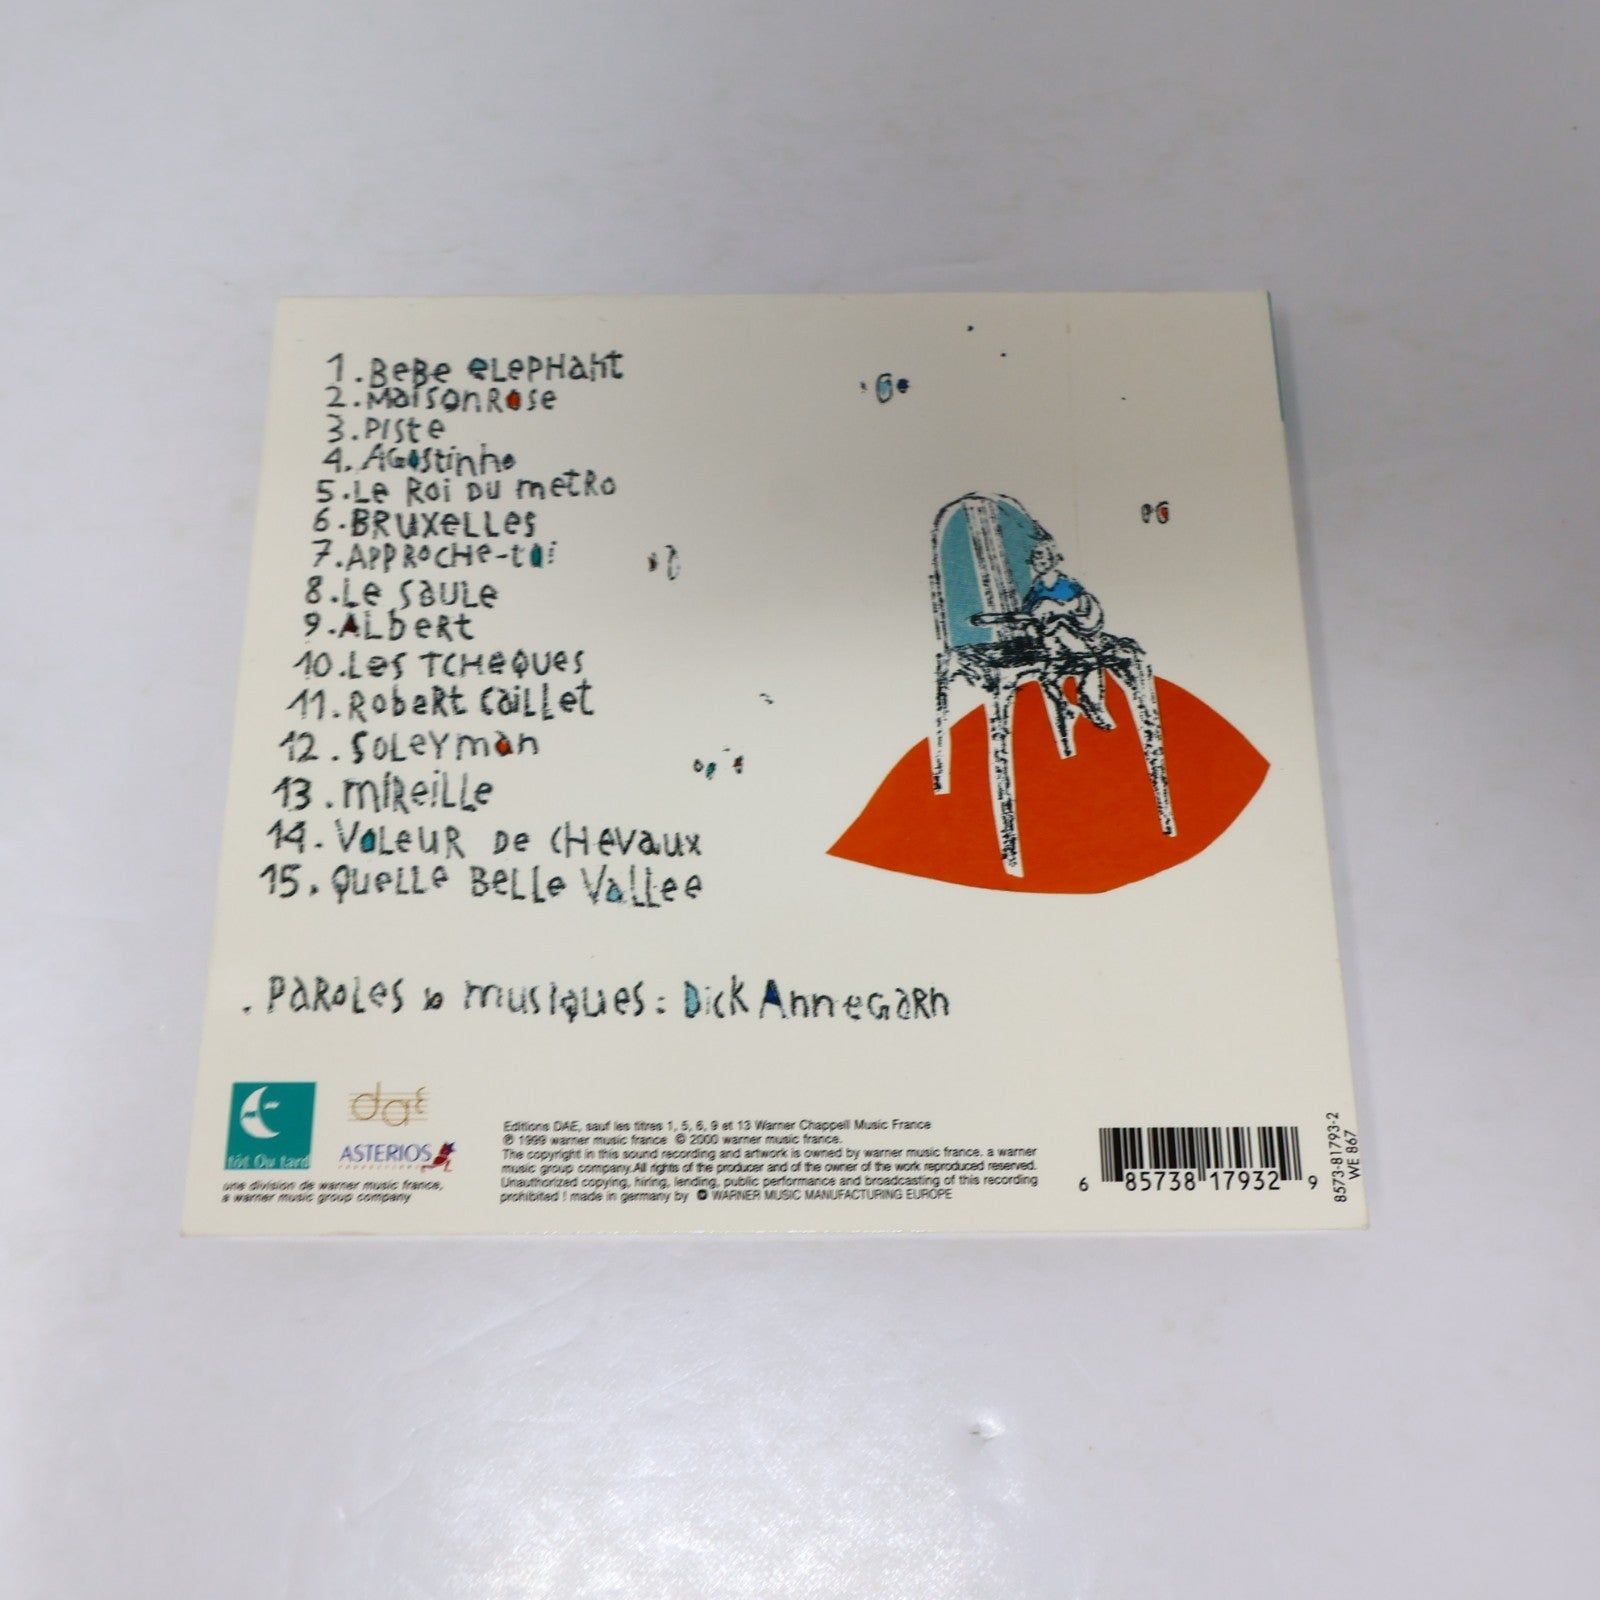 1. BeBe eLePHaNt
2. MaisonRose
3. PIste
4. AGostinho
5. Le Roi DU metRo
6. BRUXeLLes
7. APPRoCHe-toi
8. Le SaULe
9. ALbeRt
10. Les TCHeQUes
11. RobeRt CaiLLet
12. SoLeyman
13. miReiLLe
14. VoLeUR De CHevaux
15. QUeLLe BeLLe VaLLee
. PaRoLes & musiques : Dick AnneGaRn
tôt Ou tard
dae
ASTERIOS
une division de warner music france,
a warner music group company
Editions DAE, sauf les titres 1, 5, 6, 9 et 13 Warner Chappell Music France
℗ 1999 warner music france © 2000 warner music france.
The copyright in this sound recording and artwork is owned by warner music france. a warner
music group company. All rights of the producer and of the owner of the work reproduced reserved.
Unauthorized copying, hiring, lending, public performance and broadcasting of this recording
prohibited ! made in germany by WARNER MUSIC MANUFACTURING EUROPE
6 85738 17932 9
8573-81793-2
WE 867